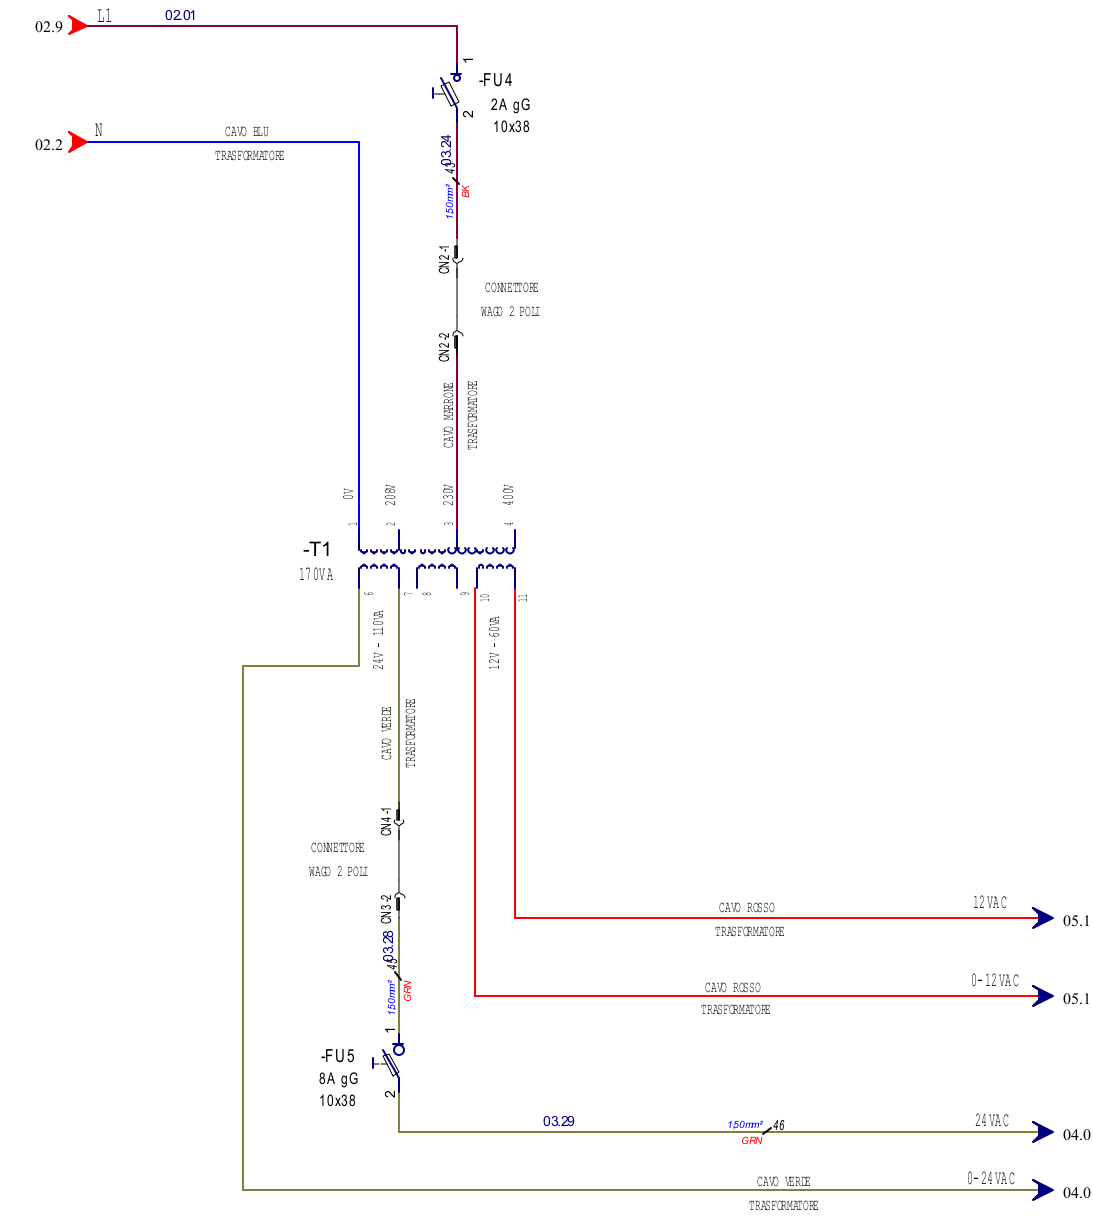 L1
02.01
02.9
1
-FU4
2A gG
10x38
2
N
CAVO BLU
TRASFORMATORE
02.2
03.24
43
150mm²
BK
CN2-1
CONNETTORE
WAGO 2 POLI
CN2-2
CAVO MARRONE
TRASFORMATORE
0V
208V
230V
400V
1
2
3
4
-T1
170VA
6
7
8
9
10
11
24V - 110VA
12V - 60VA
CAVO VERDE
TRASFORMATORE
CN4-1
CONNETTORE
WAGO 2 POLI
CN3-2
12VAC
CAVO ROSSO
05.1
TRASFORMATORE
03.28
45
150mm²
GRN
0-12VAC
CAVO ROSSO
05.1
TRASFORMATORE
1
-FU5
8A gG
10x38
2
03.29
150mm²
46
GRN
24VAC
04.0
0-24VAC
CAVO VERDE
04.0
TRASFORMATORE